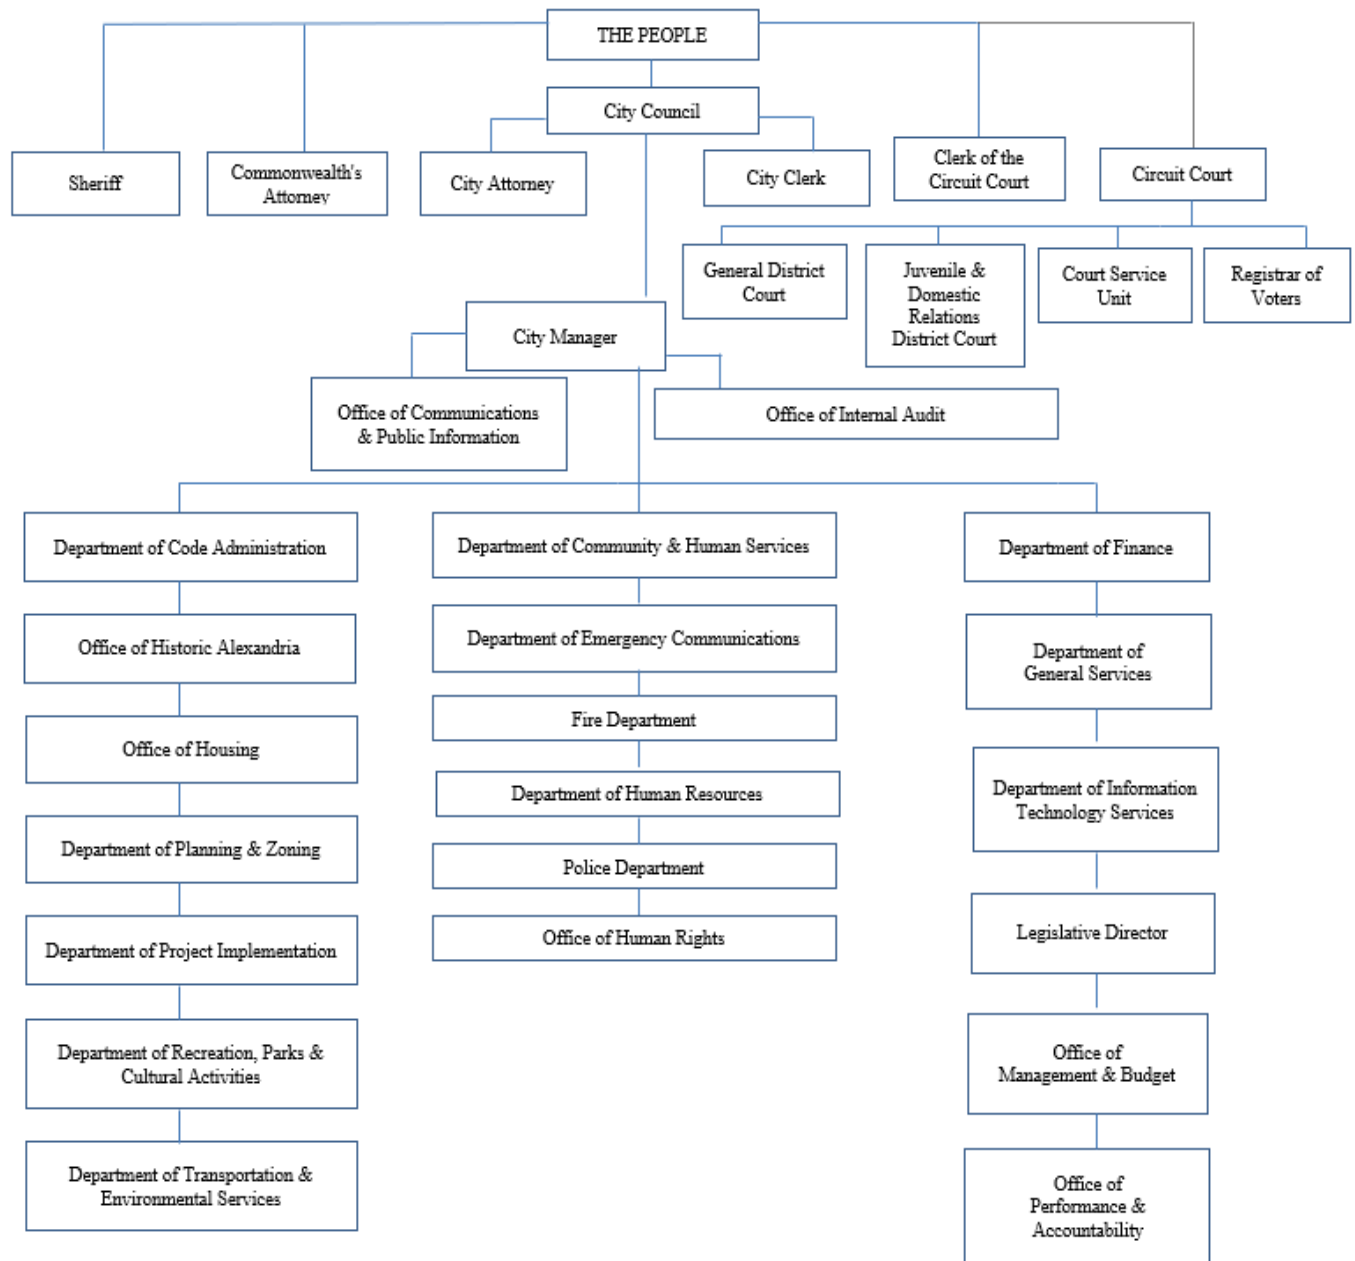 THE PEOPLE
City Council
Sheriff
Commonwealth's
Attorney
City Attorney
City Clerk
Clerk of the
Circuit Court
Circuit Court
General District
Court
Juvenile &
Domestic
Relations
District Court
Court Service
Unit
Registrar of
Voters
City Manager
Office of Communications
& Public Information
Office of Internal Audit
Department of Code Administration
Office of Historic Alexandria
Office of Housing
Department of Planning & Zoning
Department of Project Implementation
Department of Recreation, Parks &
Cultural Activities
Department of Transportation &
Environmental Services
Department of Community & Human Services
Department of Emergency Communications
Fire Department
Department of Human Resources
Police Department
Office of Human Rights
Department of Finance
Department of
General Services
Department of Information
Technology Services
Legislative Director
Office of
Management & Budget
Office of
Performance &
Accountability